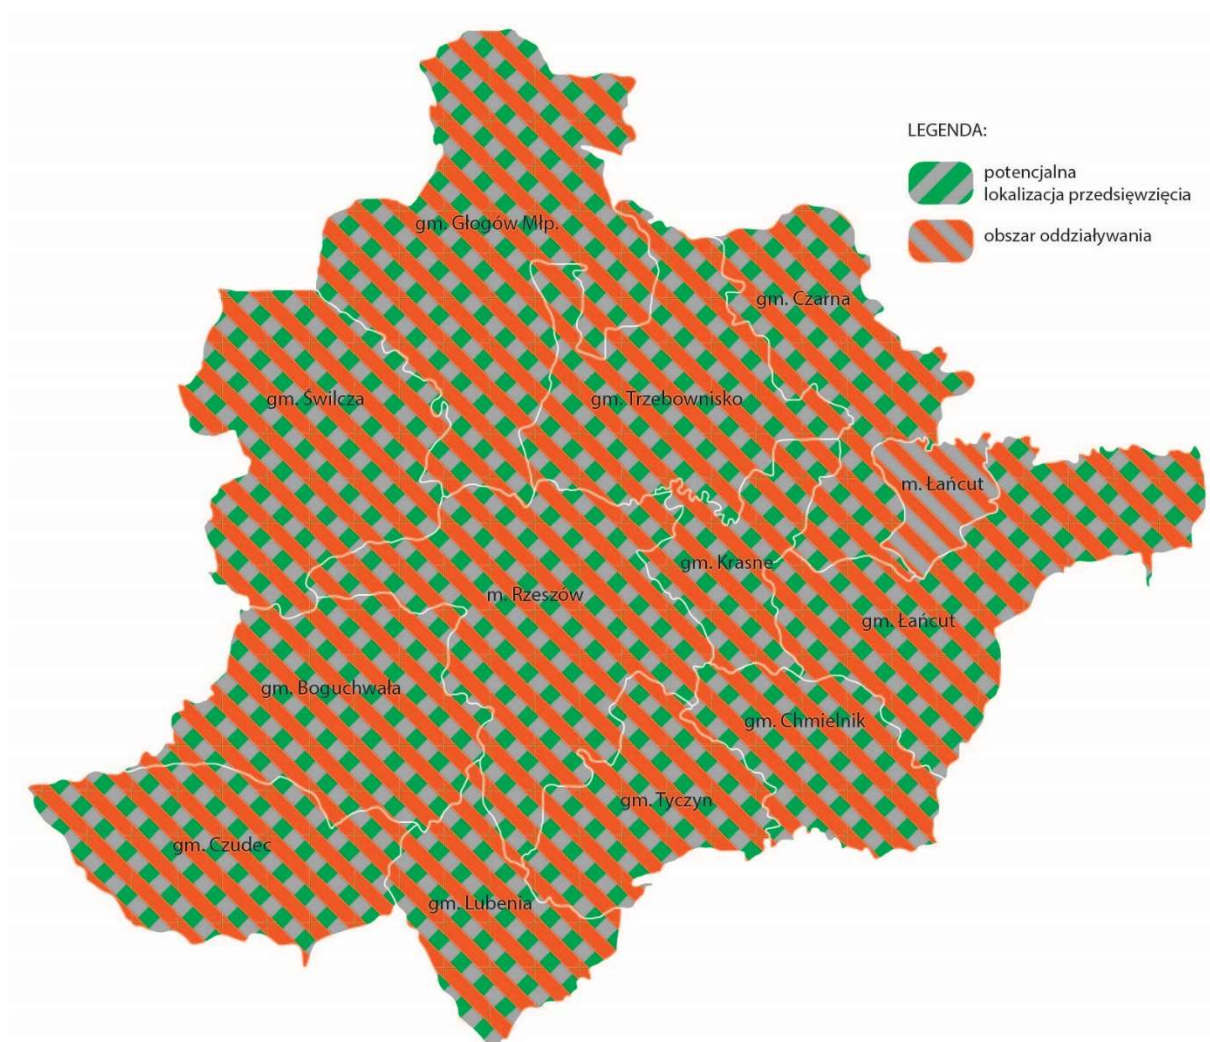 LEGENDA:
potencjalna
lokalizacja przedsięwzięcia
obszar oddziaływania
gm. Głogów Młp.
gm. Czarna
gm. Świlcza
gm. Trzebownisko
m. Łańcut
gm. Krasne
m. Rzeszów
gm. Łańcut
gm. Boguchwała
gm. Chmielnik
gm. Tyczyn
gm. Czudec
gm. Lubenia